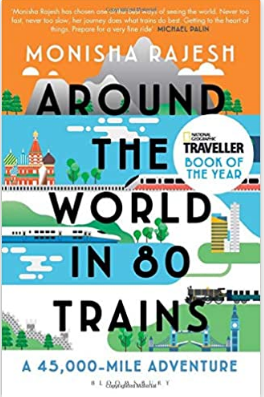 'Monisha Rajesh has chosen one of the best ways of seeing the world. Never too
fast, never too slow, her journey does what trains do best. Getting to the heart of
things. Prepare for a very fine ride' MICHAEL PALIN
MONISHA RAJESH
AROUND
THE
NATIONAL
GEOGRAPHIC
TRAVELLER
BOOK OF
THE YEAR
WORLD
IN 80
TRAINS
A 45,000-MILE ADVENTURE
BLOOMSBURY